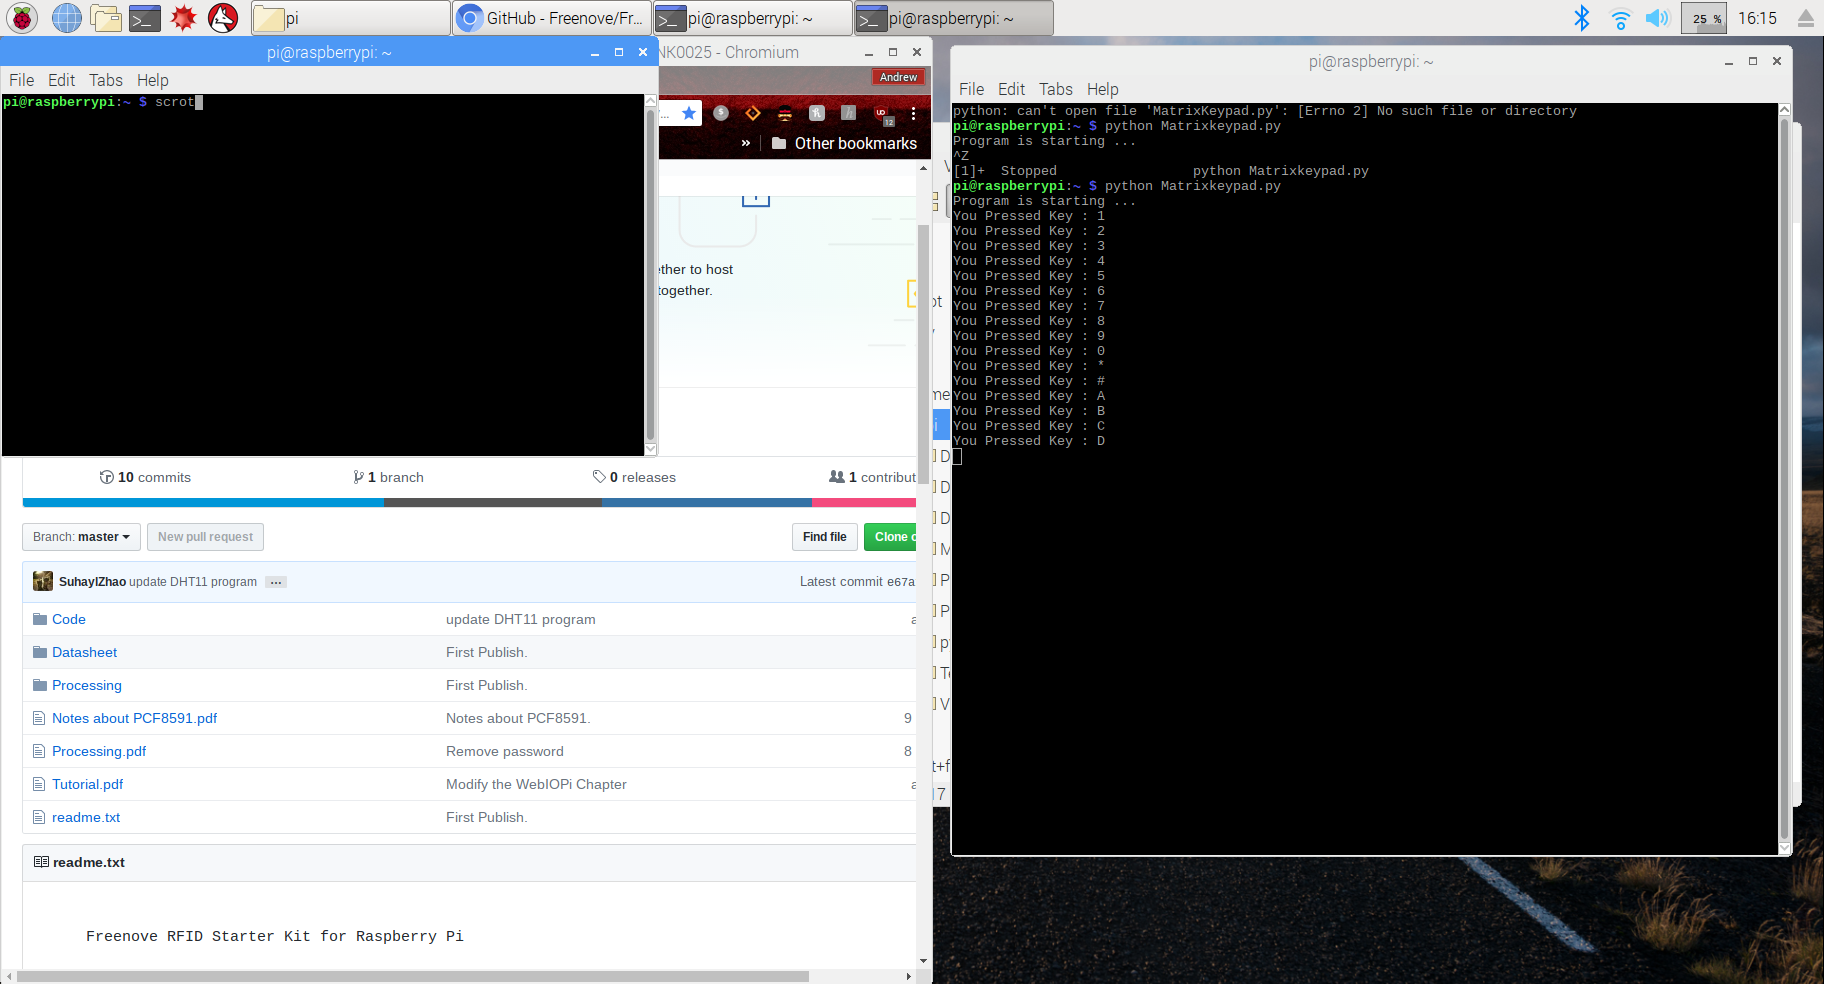 pi
GitHub - Freenove/Fr...
pi@raspberrypi: ~
pi@raspberrypi: ~
25 %
16:15
pi@raspberrypi: ~
File Edit Tabs Help
pi@raspberrypi:~ $ scrot
NK0025 - Chromium
Andrew
12
» Other bookmarks
ether to host
together.
10 commits
1 branch
0 releases
1 contribut
Branch: master
New pull request
Find file
Clone o
SuhaylZhao update DHT11 program ...
Latest commit e67a
Code update DHT11 program a
Datasheet First Publish.
Processing First Publish.
Notes about PCF8591.pdf Notes about PCF8591. 9
Processing.pdf Remove password 8
Tutorial.pdf Modify the WebIOPi Chapter a
readme.txt First Publish.
readme.txt
Freenove RFID Starter Kit for Raspberry Pi
V
ot
me
i
D
D
D
M
P
P
py
Te
V
t+f
17
pi@raspberrypi: ~
File Edit Tabs Help
python: can't open file 'MatrixKeypad.py': [Errno 2] No such file or directory
pi@raspberrypi:~ $ python Matrixkeypad.py
Program is starting ...
^Z
[1]+  Stopped                 python Matrixkeypad.py
pi@raspberrypi:~ $ python Matrixkeypad.py
Program is starting ...
You Pressed Key : 1
You Pressed Key : 2
You Pressed Key : 3
You Pressed Key : 4
You Pressed Key : 5
You Pressed Key : 6
You Pressed Key : 7
You Pressed Key : 8
You Pressed Key : 9
You Pressed Key : 0
You Pressed Key : *
You Pressed Key : #
You Pressed Key : A
You Pressed Key : B
You Pressed Key : C
You Pressed Key : D